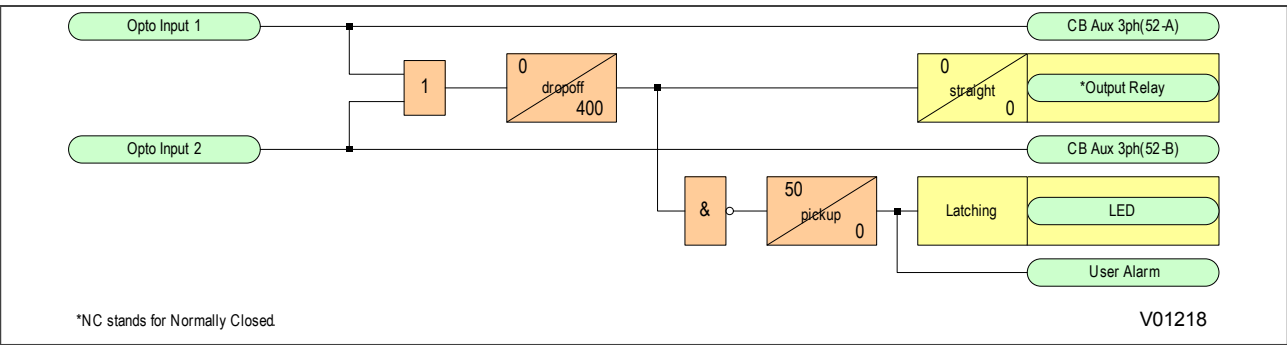 Opto Input 1
CB Aux 3ph(52-A)
1
0
dropoff
400
0
straight
0
*Output Relay
Opto Input 2
CB Aux 3ph(52-B)
&
50
pickup
0
Latching
LED
User Alarm
*NC stands for Normally Closed.
V01218